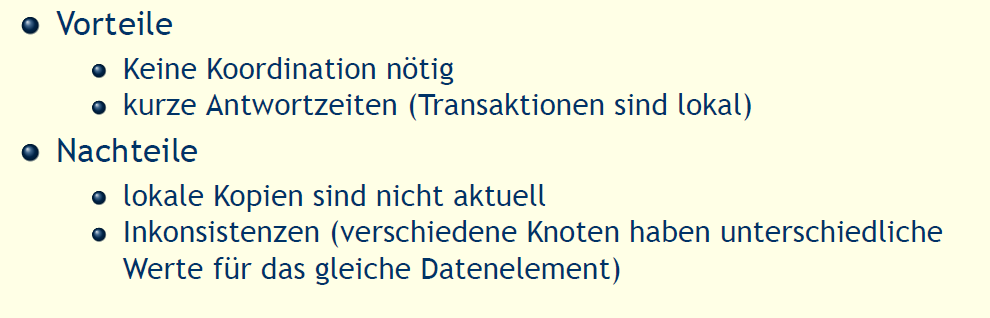 Vorteile
Keine Koordination nötig
kurze Antwortzeiten (Transaktionen sind lokal)
Nachteile
lokale Kopien sind nicht aktuell
Inkonsistenzen (verschiedene Knoten haben unterschiedliche
Werte für das gleiche Datenelement)